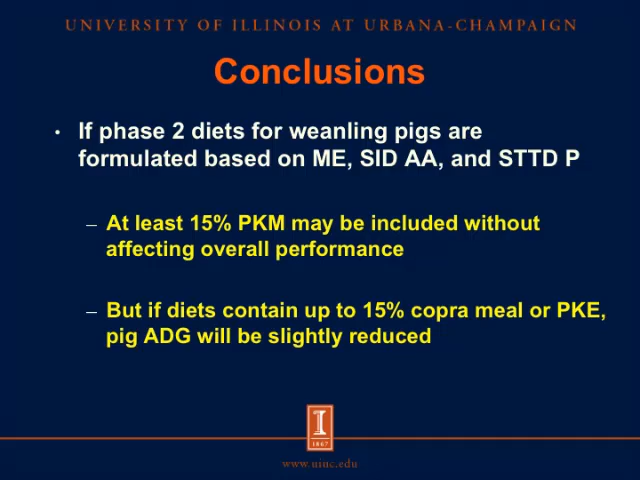 UNIVERSITY OF ILLINOIS AT URBANA-CHAMPAIGN
Conclusions
• If phase 2 diets for weanling pigs are
formulated based on ME, SID AA, and STTD P
– At least 15% PKM may be included without
affecting overall performance
– But if diets contain up to 15% copra meal or PKE,
pig ADG will be slightly reduced
I
1867
www.uiuc.edu